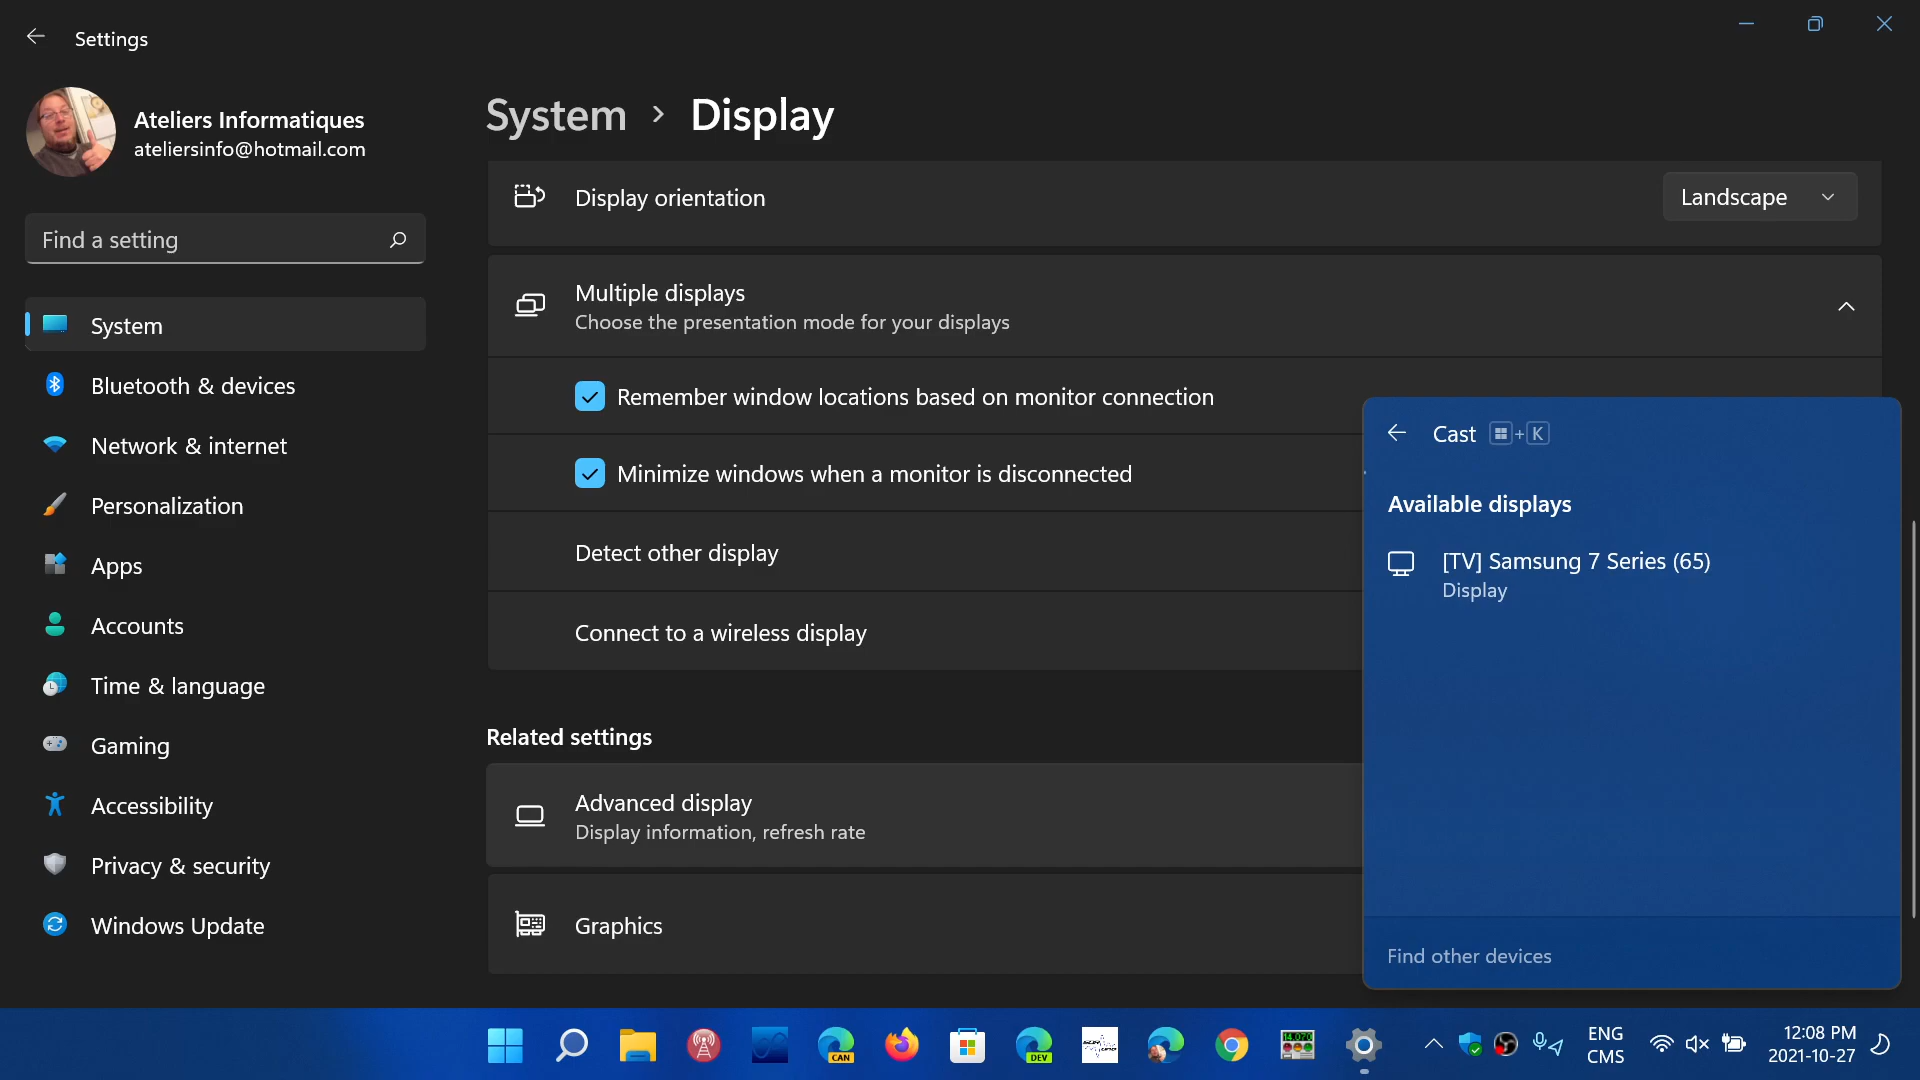 Settings
Ateliers Informatiques
ateliersinfo@hotmail.com
Find a setting
System
Bluetooth & devices
Network & internet
Personalization
Apps
Accounts
Time & language
Gaming
Accessibility
Privacy & security
Windows Update
System › Display
Display orientation
Landscape
Multiple displays
Choose the presentation mode for your displays
Remember window locations based on monitor connection
Minimize windows when a monitor is disconnected
Detect other display
Connect to a wireless display
Related settings
Advanced display
Display information, refresh rate
Graphics
Cast + K
Available displays
[TV] Samsung 7 Series (65)
Display
Find other devices
CAN
DEV
ENG
CMS
12:08 PM
2021-10-27